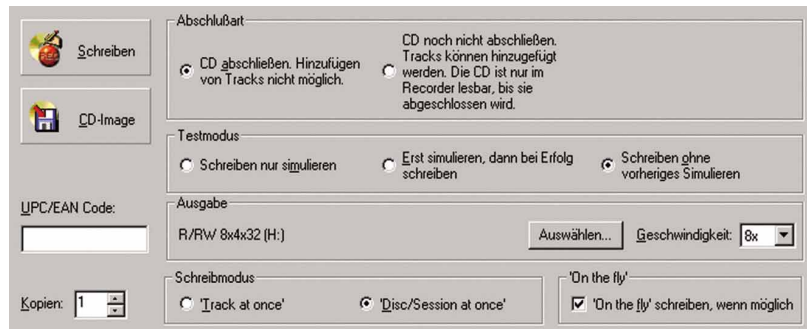 Abschlußart
Schreiben
CD abschließen. Hinzufügen
von Tracks nicht möglich.
CD noch nicht abschließen.
Tracks können hinzugefügt
werden. Die CD ist nur im
Recorder lesbar, bis sie
abgeschlossen wird.
CD-Image
Testmodus
Schreiben nur simulieren
Erst simulieren, dann bei Erfolg
schreiben
Schreiben ohne
vorheriges Simulieren
UPC/EAN Code:
Ausgabe
R/RW 8x4x32 (H:)
Auswählen...
Geschwindigkeit:
8x
Kopien:
1
Schreibmodus
'Track at once'
'Disc/Session at once'
'On the fly'
'On the fly' schreiben, wenn möglich